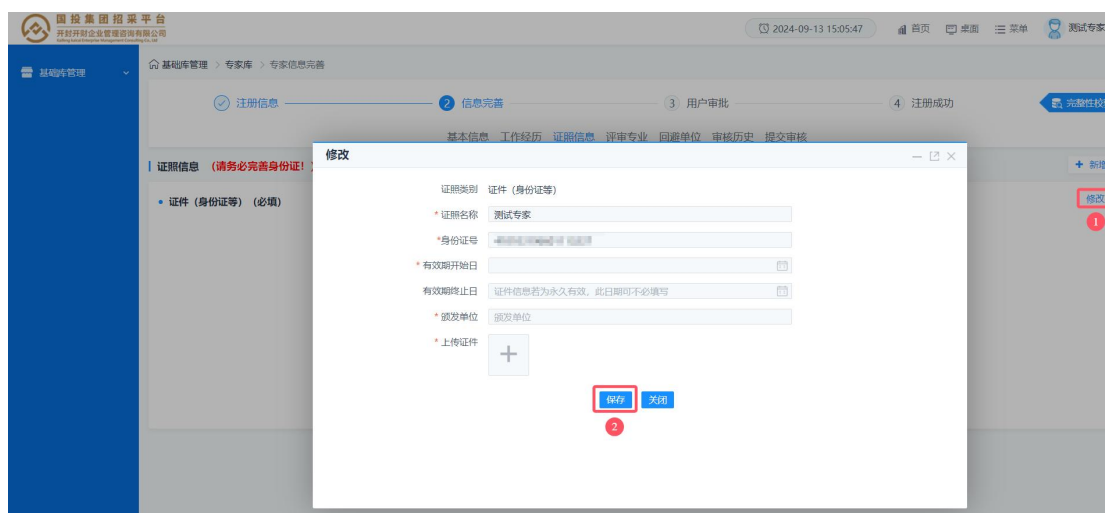 国投集团招采平台
开封开财企业管理咨询有限公司
2024-09-13 15:05:47
首页
桌面
菜单
测试专家
基础库管理
基础库管理 > 专家库 > 专家信息完善
注册信息
2 信息完善
3 用户审批
4 注册成功
完整性校
基本信息 工作经历 证照信息 评审专业 回避单位 审核历史 提交审核
证照信息 (请务必完善身份证!)
+ 新增
• 证件（身份证等）（必填）
修改
1
修改
证照类别 证件（身份证等）
* 证照名称 测试专家
*身份证号
* 有效期开始日
有效期终止日 证件信息若为永久有效，此日期可不必填写
* 颁发单位 颁发单位
* 上传证件
保存 关闭
2